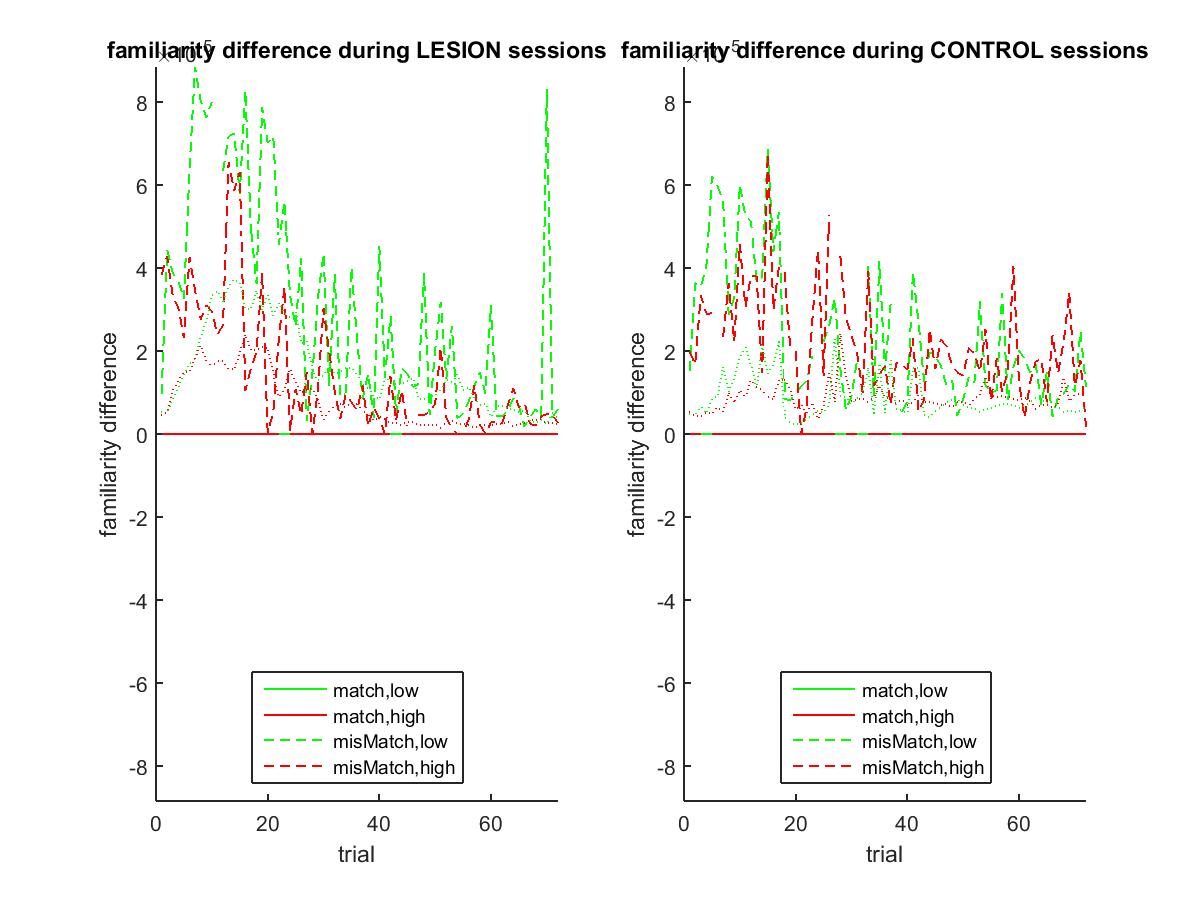 familiarity difference during LESION sessions
× 10^5
familiarity difference
8
6
4
2
0
-2
-4
-6
-8
match,low
match,high
misMatch,low
misMatch,high
0 20 40 60
trial
familiarity difference during CONTROL sessions
× 10^5
familiarity difference
8
6
4
2
0
-2
-4
-6
-8
match,low
match,high
misMatch,low
misMatch,high
0 20 40 60
trial